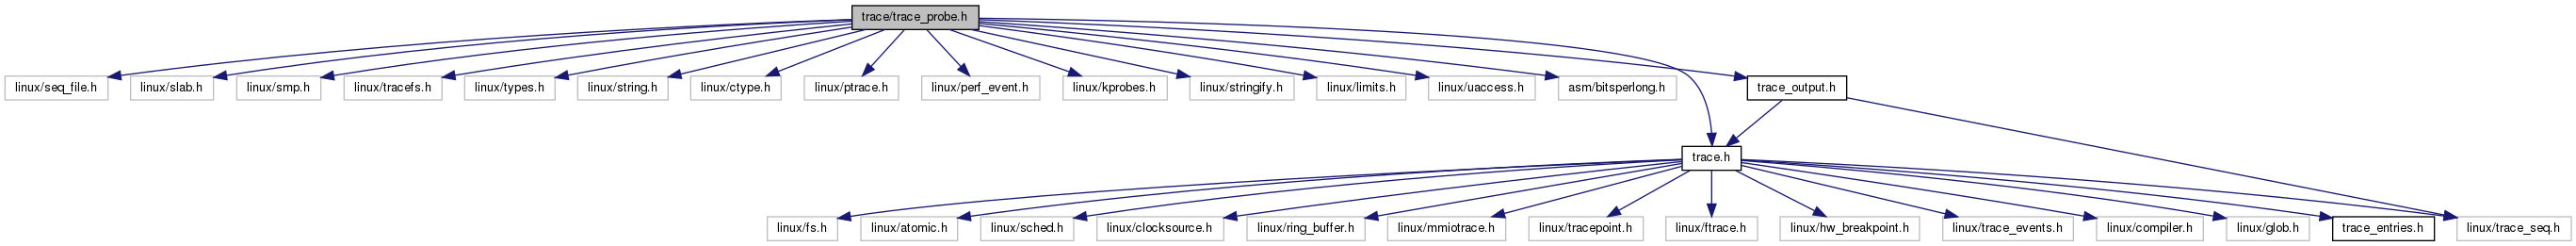 trace/trace_probe.h
linux/seq_file.h
linux/slab.h
linux/smp.h
linux/tracefs.h
linux/types.h
linux/string.h
linux/ctype.h
linux/ptrace.h
linux/perf_event.h
linux/kprobes.h
linux/stringify.h
linux/limits.h
linux/uaccess.h
asm/bitsperlong.h
trace_output.h
trace.h
linux/fs.h
linux/atomic.h
linux/sched.h
linux/clocksource.h
linux/ring_buffer.h
linux/mmiotrace.h
linux/tracepoint.h
linux/ftrace.h
linux/hw_breakpoint.h
linux/trace_events.h
linux/compiler.h
linux/glob.h
trace_entries.h
linux/trace_seq.h